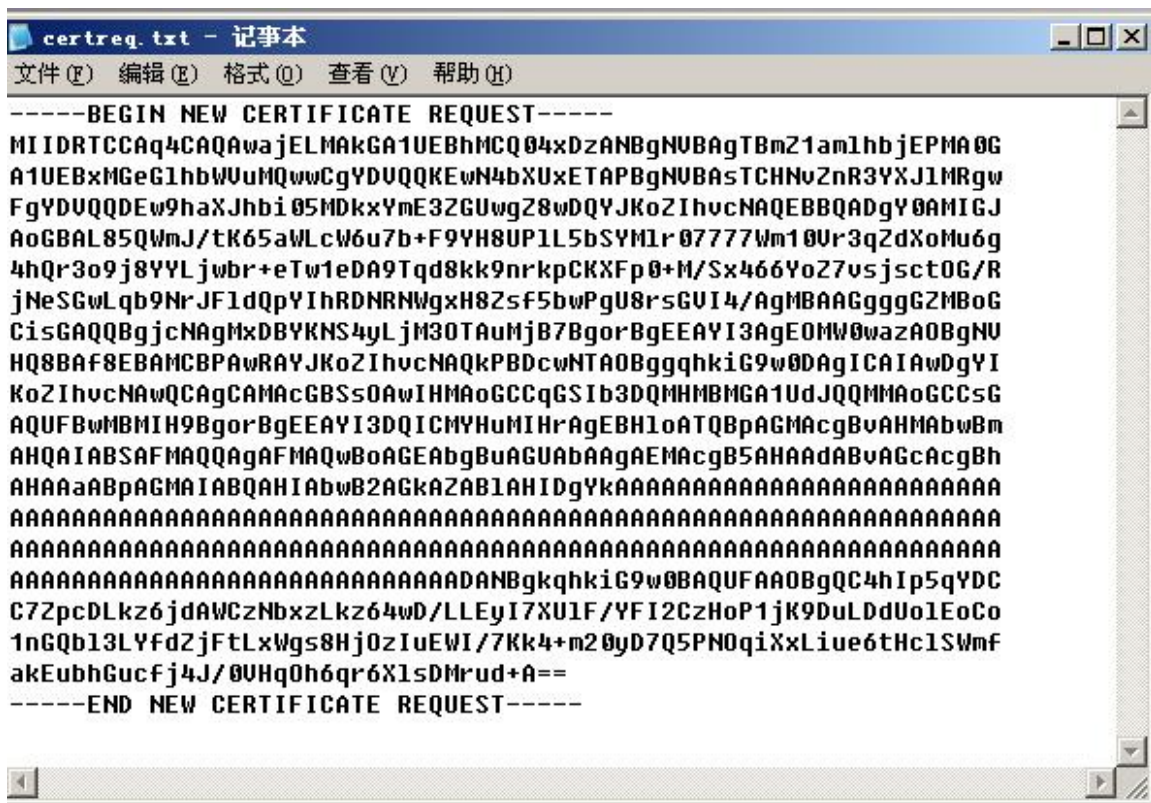 certreq.txt - 记事本
文件(F) 编辑(E) 格式(O) 查看(V) 帮助(H)
-----BEGIN NEW CERTIFICATE REQUEST-----
MIIDRTCCAq4CAQAwajELMAkGA1UEBhMCQ04xDzANBgNVBAgTBmZ1amlhbjEPMA0G
A1UEBxMGeGlhbWVuMQwwCgYDVQQKEwN4bXUxETAPBgNVBAsTCHNvZnR3YXJlMRgw
FgYDVQQDEw9haXJhbi05MDkxYmE3ZGUwgZ8wDQYJKoZIhvcNAQEBBQADgY0AMIGJ
AoGBAL85QWmJ/tK65aWLcW6u7b+F9YH8UPlL5bSYMlr07777Wm10Vr3qZdXoMu6g
4hQr3o9j8YYLjwbr+eTw1eDA9Tqd8kk9nrkpCKXFp0+M/Sx466YoZ7vsjsctOG/R
jNeSGwLqb9NrJFldQpYIhRDNRNWgxH8Zsf5bwPgU8rsGVI4/AgMBAAGgggGZMBoG
CisGAQQBgjcNAgMxDBYKNS4yLjM3OTAuMjB7BgorBgEEAYI3AgEOMW0wazAOBgNV
HQ8BAf8EBAMCBPAwRAYJKoZIhvcNAQkPBDcwNTAOBggqhkiG9w0DAgICAIAwDgYI
KoZIhvcNAwQCAgCAMAcGBSsOAwIHMAoGCCqGSIb3DQMHMBMGA1UdJQQMMAoGCCsG
AQUFBwMBMIH9BgorBgEEAYI3DQICMYHuMIHrAgEBHloATQBpAGMAcgBvAHMAbwBm
AHQAIABSAFMAQQAgAFMAQwBoAGEAbgBuAGUAbAAgAEMAcgB5AHAAdABvAGcAcgBh
AHAAaABpAGMAIABQAHIAbwB2AGkAZABlAHIDgYkAAAAAAAAAAAAAAAAAAAAAAAAA
AAAAAAAAAAAAAAAAAAAAAAAAAAAAAAAAAAAAAAAAAAAAAAAAAAAAAAAAAAAAAAAA
AAAAAAAAAAAAAAAAAAAAAAAAAAAAAAAAAAAAAAAAAAAAAAAAAAAAAAAAAAAAAAAA
AAAAAAAAAAAAAAAAAAAAAAAAAAAAADANBgkqhkiG9w0BAQUFAAOBgQC4hIp5qYDC
C7ZpcDLkz6jdAWCzNbxzLkz64wD/LLEyI7XUlF/YFI2CzHoP1jK9DuLDdUolEoCo
1nGQbl3LYfdZjFtLxWgs8HjOzIuEWI/7Kk4+m20yD7Q5PNOqiXxLiue6tHclSWmf
akEubhGucfj4J/0VHqOh6qr6XlsDMrud+A==
-----END NEW CERTIFICATE REQUEST-----